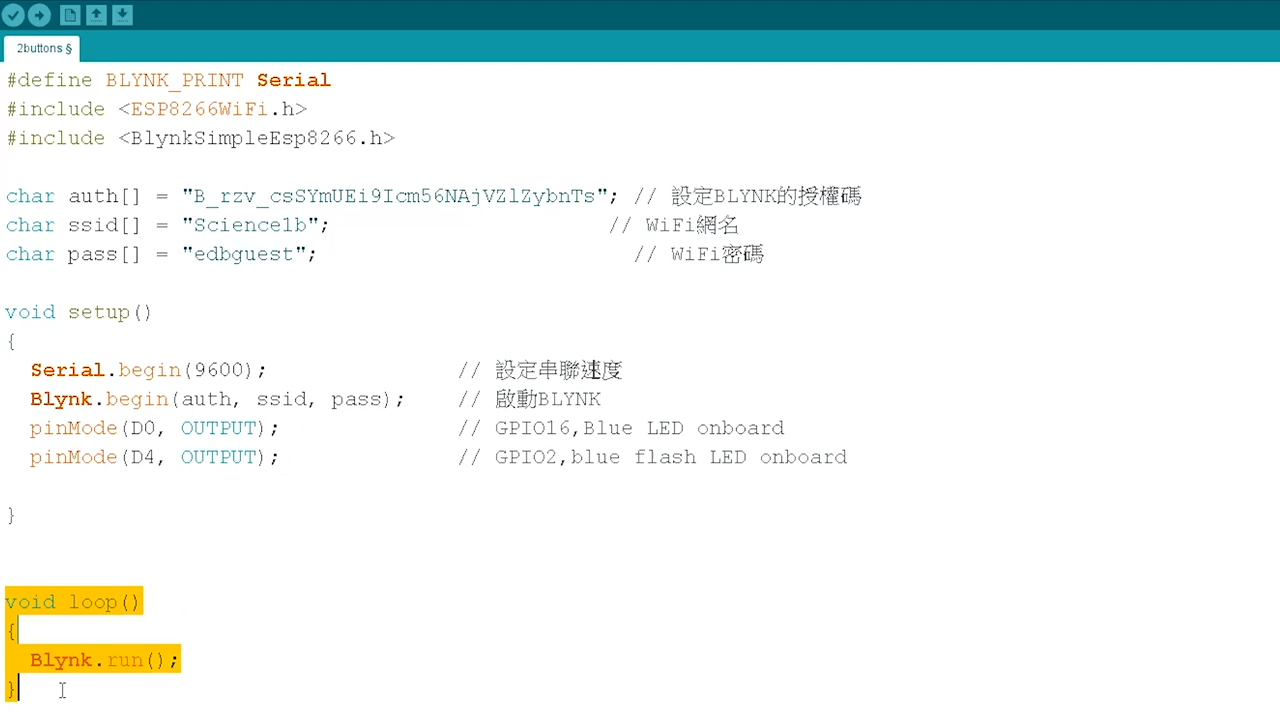 2buttons §
#define BLYNK_PRINT Serial
#include <ESP8266WiFi.h>
#include <BlynkSimpleEsp8266.h>
char auth[] = "B_rzv_csSYmUEi9Icm56NAjVZlZybnTs"; // 設定BLYNK的授權碼
char ssid[] = "Science1b"; // WiFi網名
char pass[] = "edbguest"; // WiFi密碼
void setup()
{
Serial.begin(9600); // 設定串聯速度
Blynk.begin(auth, ssid, pass); // 啟動BLYNK
pinMode(D0, OUTPUT); // GPIO16,Blue LED onboard
pinMode(D4, OUTPUT); // GPIO2,blue flash LED onboard
}
void loop()
{
Blynk.run();
}